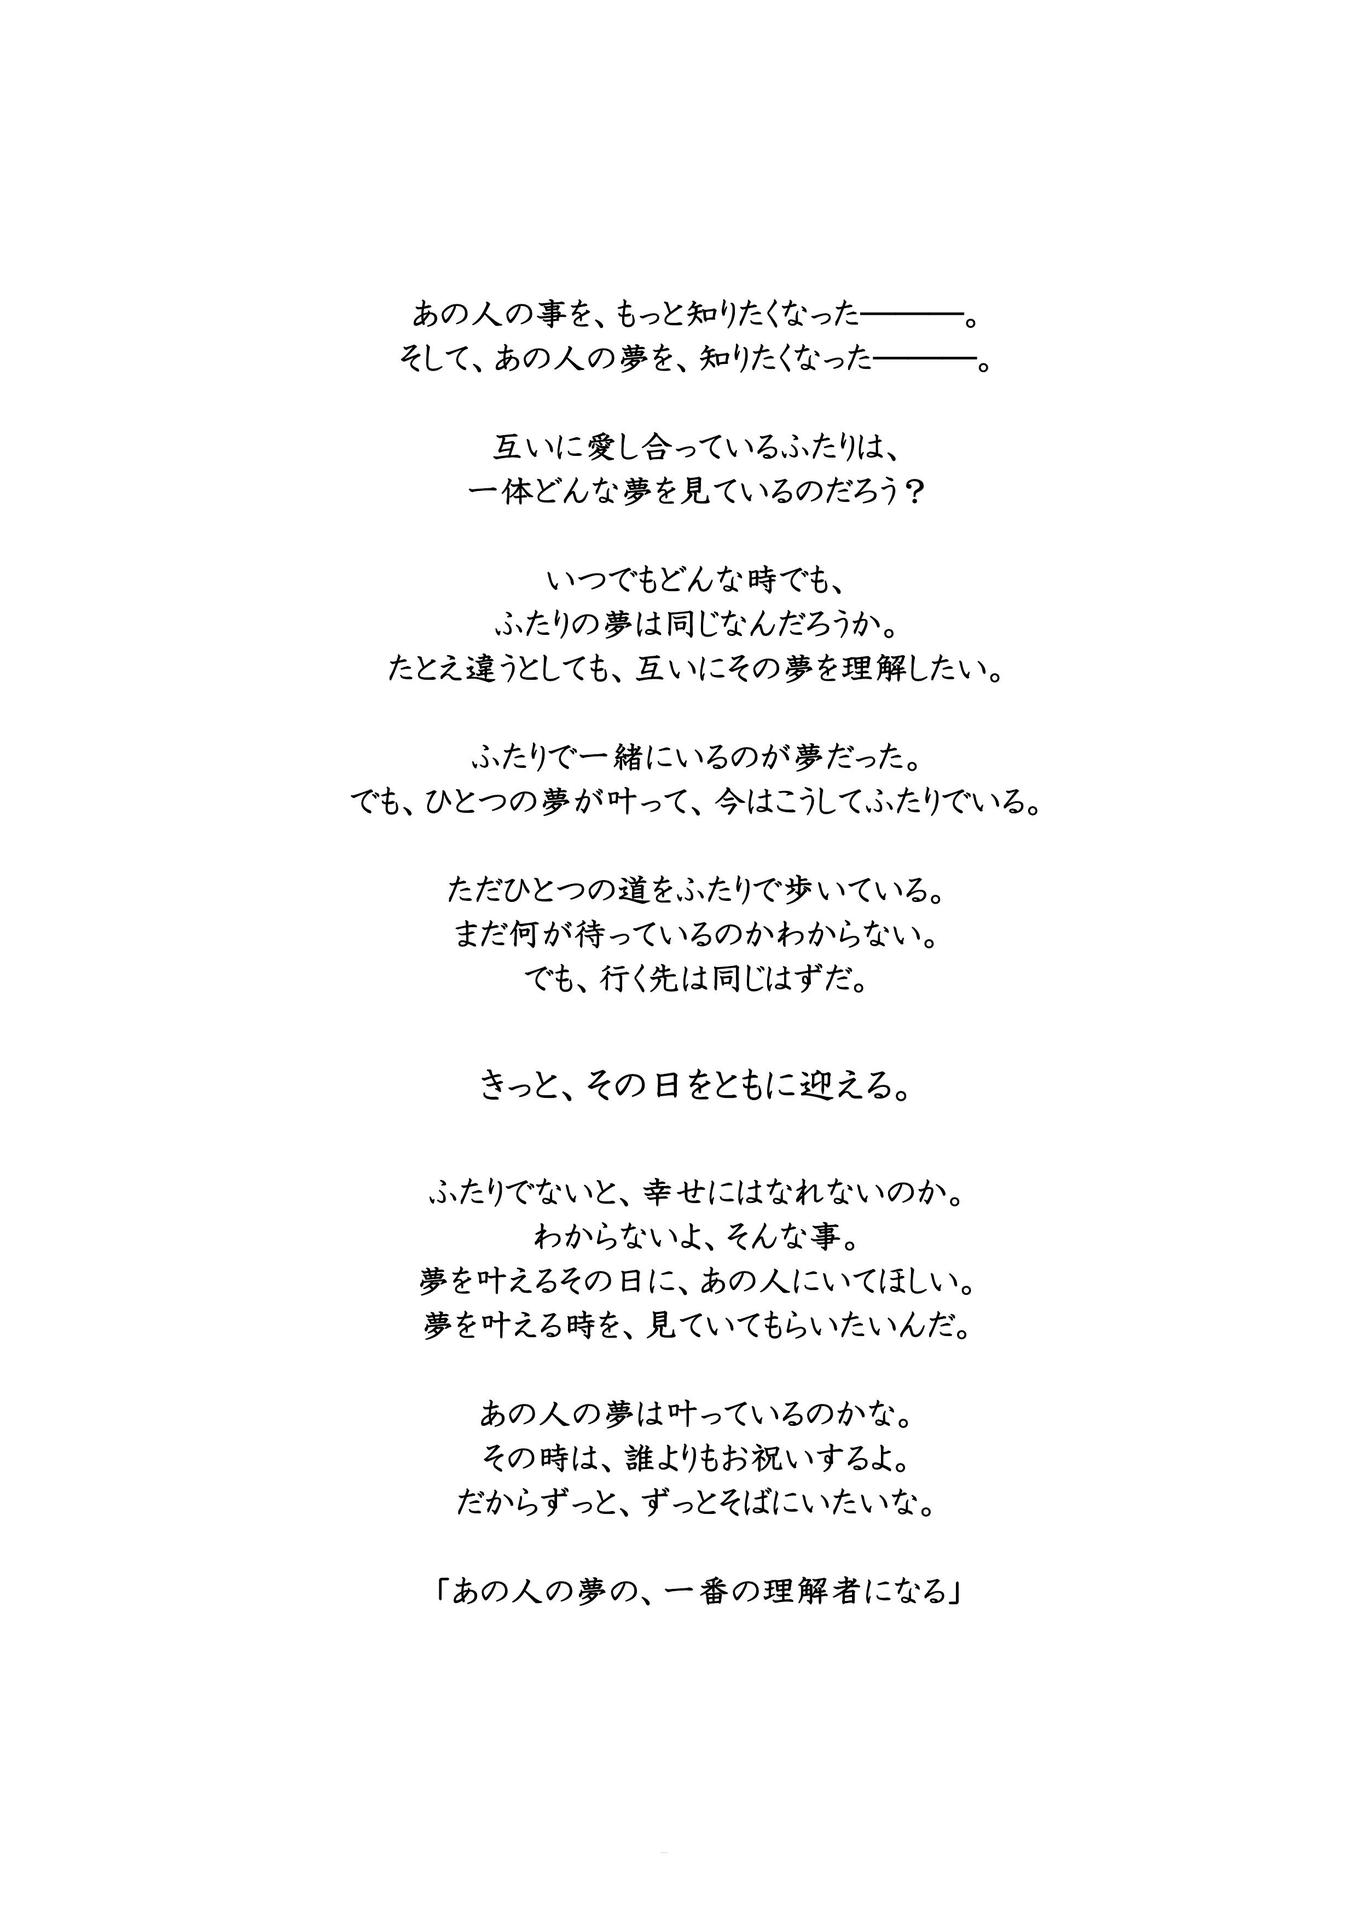 あの人の事を、もっと知りたくなった―――。
そして、あの人の夢を、知りたくなった―――。
互いに愛し合っているふたりは、
一体どんな夢を見ているのだろう？
いつでもどんな時でも、
ふたりの夢は同じなんだろうか。
たとえ違うとしても、互いにその夢を理解したい。
ふたりで一緒にいるのが夢だった。
でも、ひとつの夢が叶って、今はこうしてふたりでいる。
ただひとつの道をふたりで歩いている。
まだ何が待っているのかわからない。
でも、行く先は同じはずだ。
きっと、その日をともに迎える。
ふたりでないと、幸せにはなれないのか。
わからないよ、そんな事。
夢を叶えるその日に、あの人にいてほしい。
夢を叶える時を、見ていてもらいたいんだ。
あの人の夢は叶っているのかな。
その時は、誰よりもお祝いするよ。
だからずっと、ずっとそばにいたいな。
「あの人の夢の、一番の理解者になる」